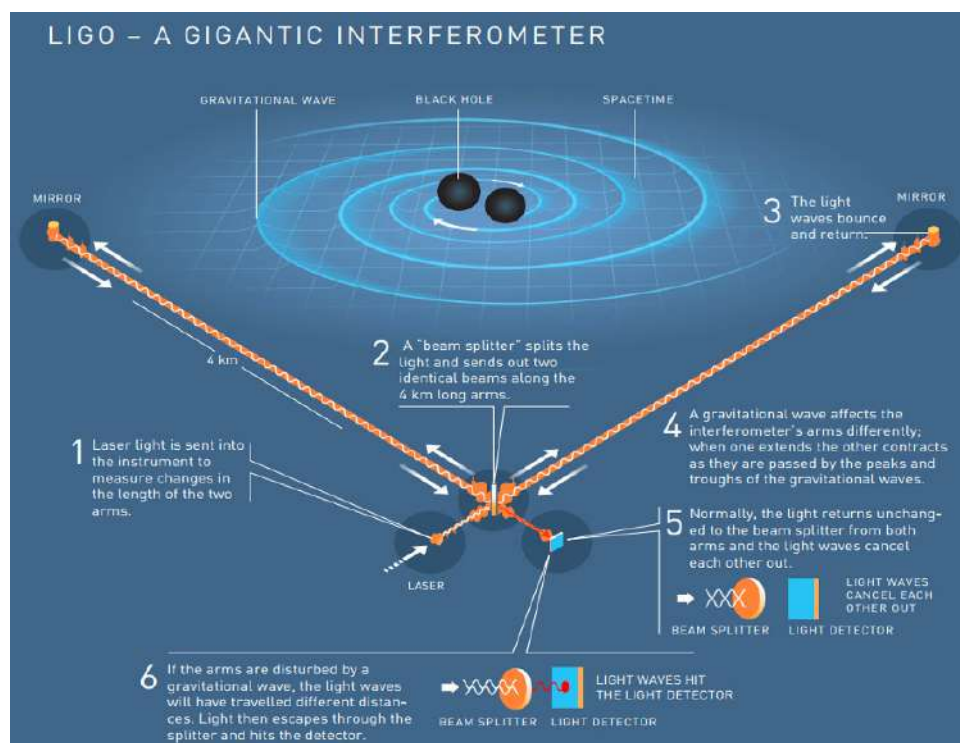 LIGO – A GIGANTIC INTERFEROMETER
GRAVITATIONAL WAVE
BLACK HOLE
SPACETIME
MIRROR
MIRROR
3 The light
waves bounce
and return.
4 km
2 A "beam splitter" splits the
light and sends out two
identical beams along the
4 km long arms.
1 Laser light is sent into
the instrument to
measure changes in
the length of the two
arms.
4 A gravitational wave affects the
interferometer's arms differently;
when one extends the other contracts
as they are passed by the peaks and
troughs of the gravitational waves.
5 Normally, the light returns unchang-
ed to the beam splitter from both
arms and the light waves cancel
each other out.
LASER
LIGHT WAVES
CANCEL EACH
OTHER OUT
BEAM SPLITTER
LIGHT DETECTOR
6 If the arms are disturbed by a
gravitational wave, the light waves
will have travelled different distan-
ces. Light then escapes through the
splitter and hits the detector.
LIGHT WAVES HIT
THE LIGHT DETECTOR
BEAM SPLITTER
LIGHT DETECTOR